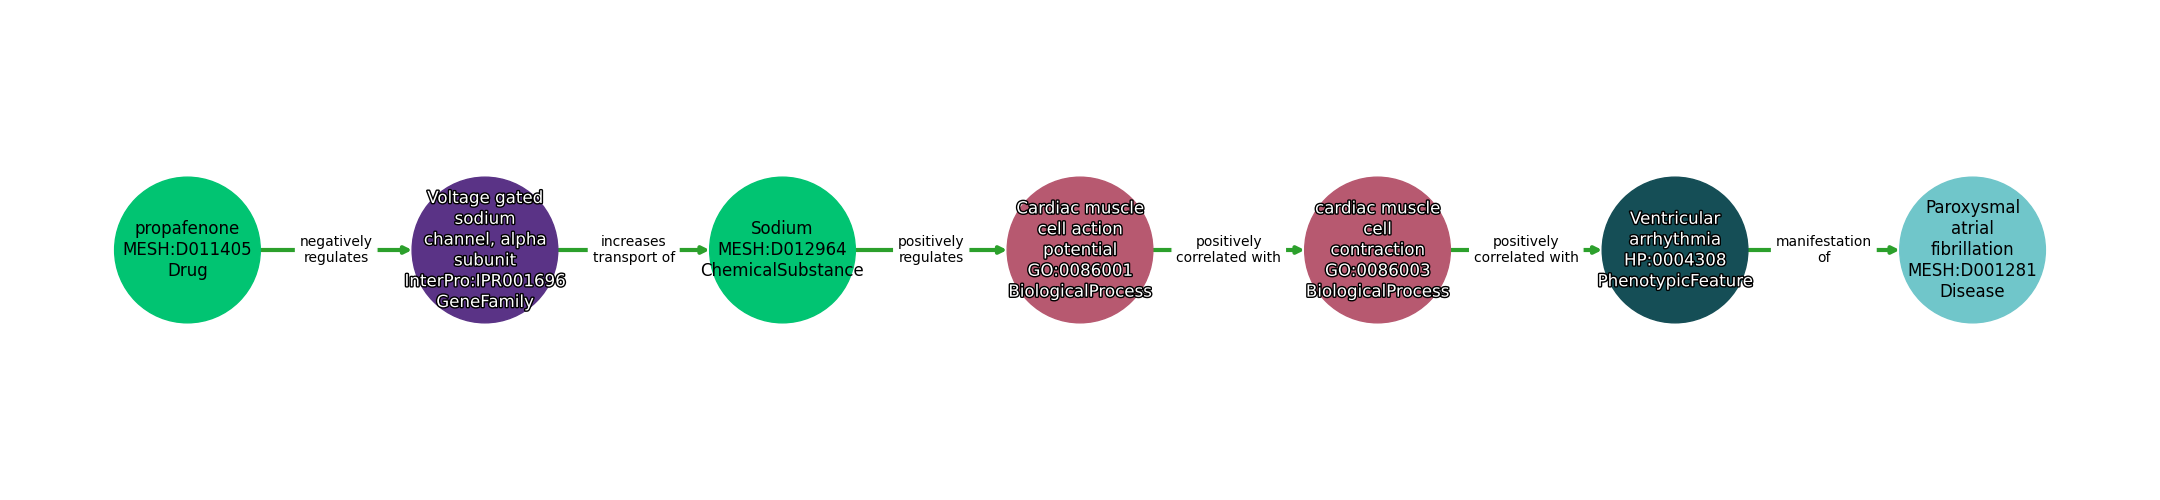 propafenone
MESH:D011405
Drug
negatively
regulates
Voltage gated
sodium
channel, alpha
subunit
InterPro:IPR001696
GeneFamily
increases
transport of
Sodium
MESH:D012964
ChemicalSubstance
positively
regulates
Cardiac muscle
cell action
potential
GO:0086001
BiologicalProcess
positively
correlated with
cardiac muscle
cell
contraction
GO:0086003
BiologicalProcess
positively
correlated with
Ventricular
arrhythmia
HP:0004308
PhenotypicFeature
manifestation
of
Paroxysmal
atrial
fibrillation
MESH:D001281
Disease